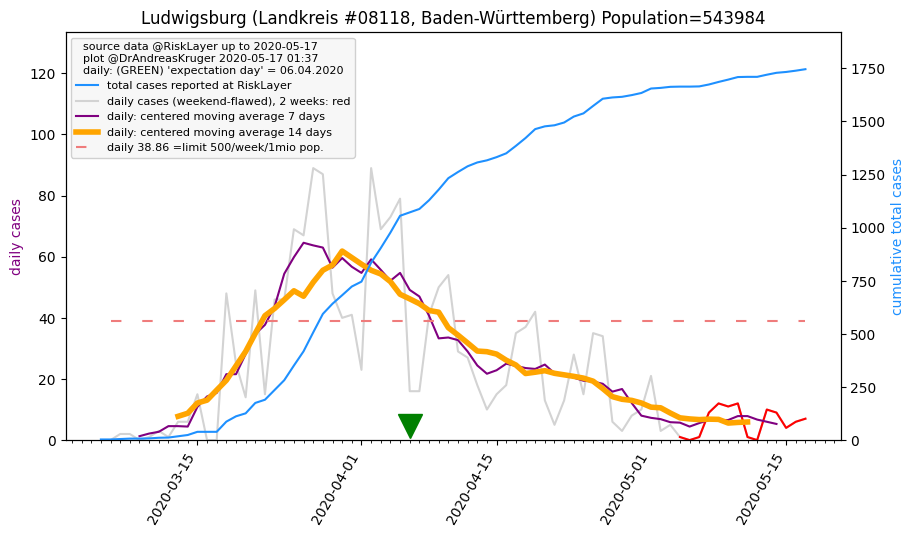 Ludwigsburg (Landkreis #08118, Baden-Württemberg) Population=543984
source data @RiskLayer up to 2020-05-17
plot @DrAndreasKruger 2020-05-17 01:37
daily: (GREEN) 'expectation day' = 06.04.2020
total cases reported at RiskLayer
daily cases (weekend-flawed), 2 weeks: red
daily: centered moving average 7 days
daily: centered moving average 14 days
daily 38.86 =limit 500/week/1mio pop.
daily cases
120
100
80
60
40
20
0
1750
1500
1250
1000
750
500
250
0
cumulative total cases
2020-03-15
2020-04-01
2020-04-15
2020-05-01
2020-05-15